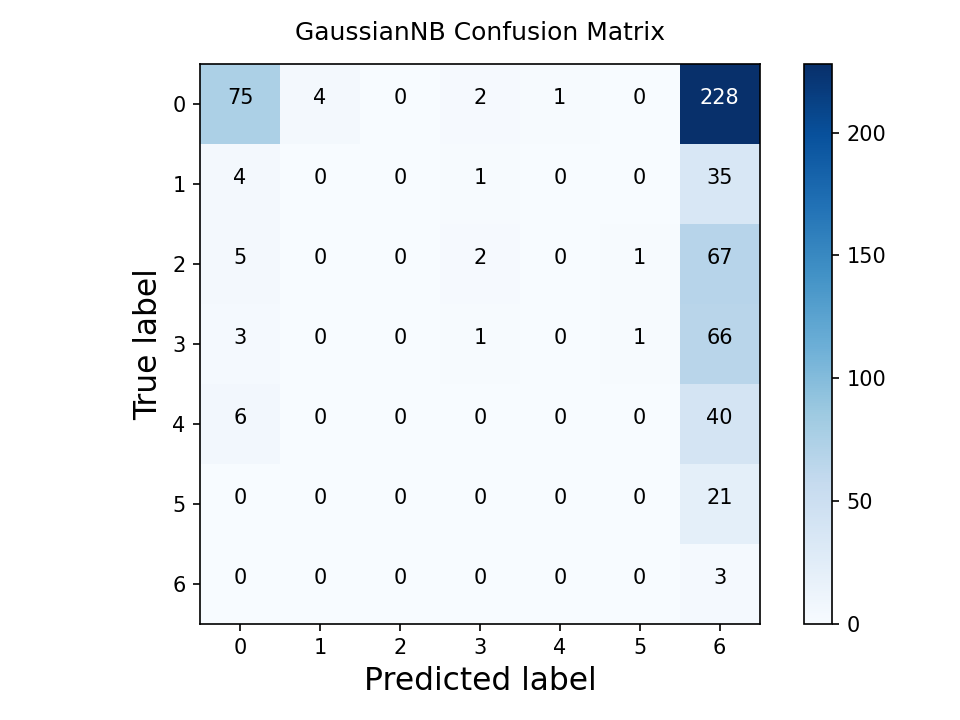 GaussianNB Confusion Matrix
0 75 4 0 2 1 0 228
1 4 0 0 1 0 0 35
2 5 0 0 2 0 1 67
3 3 0 0 1 0 1 66
4 6 0 0 0 0 0 40
5 0 0 0 0 0 0 21
6 0 0 0 0 0 0 3
0 1 2 3 4 5 6
Predicted label
True label
200
150
100
50
0